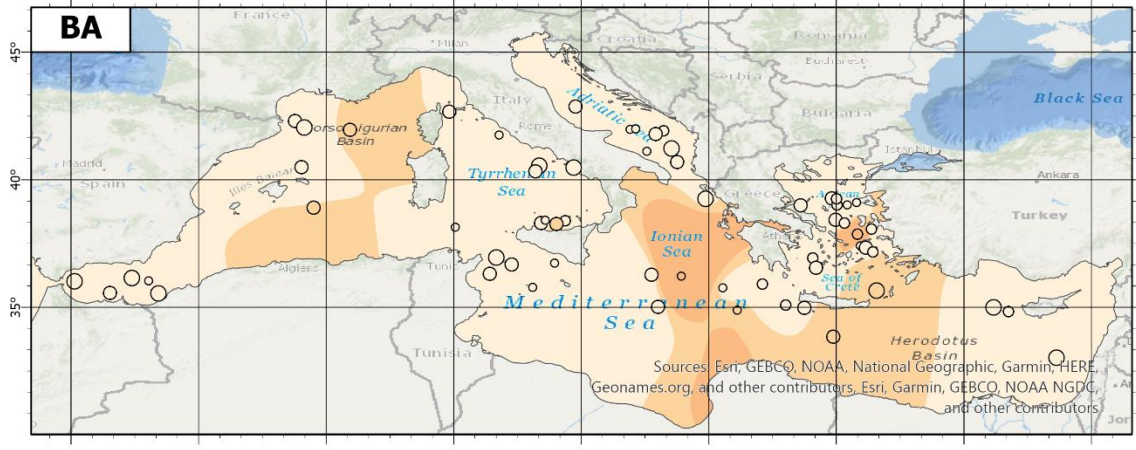 BA
France
Milan
Croatia
Romania
Bucharest
45°
Serbia
Adriatic Sea
Black Sea
Italy
Bulgaria
Rome
Basin
Istanbul
Madrid
Illes Balears
40°
Spain
Tyrrhenian
Sea
Greece
Ankara
Turkey
Ionian
Sea
Algiers
Sea of
Crete
35°
Mediterranean
Sea
Herodotus
Basin
Tunisia
Sources: Esri, GEBCO, NOAA, National Geographic, Garmin, HERE,
Geonames.org, and other contributors, Esri, Garmin, GEBCO, NOAA NGDC,
and other contributors